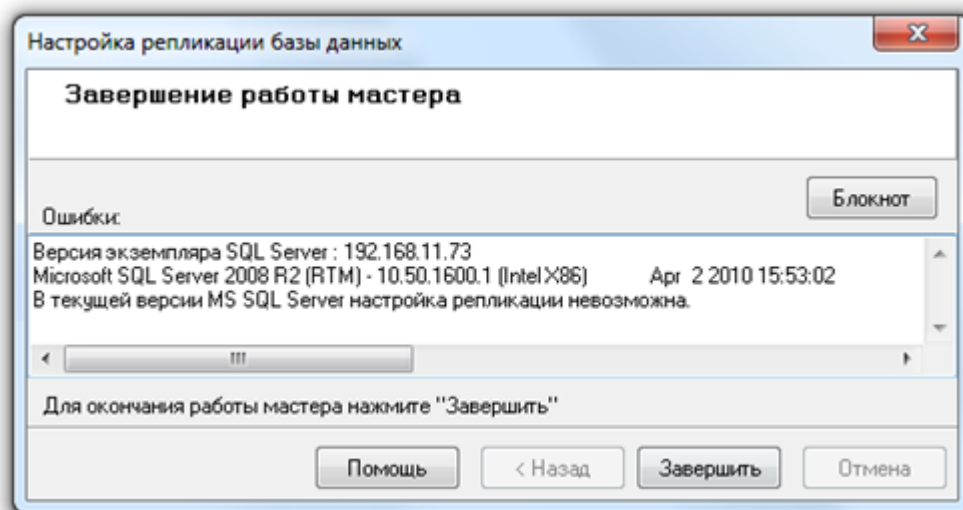 Настройка репликации базы данных
Завершение работы мастера
Блокнот
Ошибки:
Версия экземпляра SQL Server : 192.168.11.73
Microsoft SQL Server 2008 R2 (RTM) - 10.50.1600.1 (Intel X86) Apr 2 2010 15:53:02
В текущей версии MS SQL Server настройка репликации невозможна.
Для окончания работы мастера нажмите "Завершить"
Помощь
< Назад
Завершить
Отмена